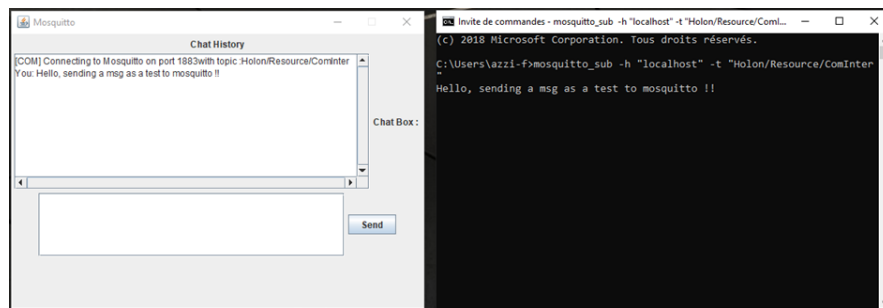 Mosquitto
Chat History
[COM] Connecting to Mosquitto on port 1883with topic :Holon/Resource/ComInter
You: Hello, sending a msg as a test to mosquitto !!
Chat Box :
Send
Invite de commandes - mosquitto_sub -h "localhost" -t "Holon/Resource/ComI...
(c) 2018 Microsoft Corporation. Tous droits réservés.
C:\Users\azzi-f>mosquitto_sub -h "localhost" -t "Holon/Resource/ComInter
"
Hello, sending a msg as a test to mosquitto !!